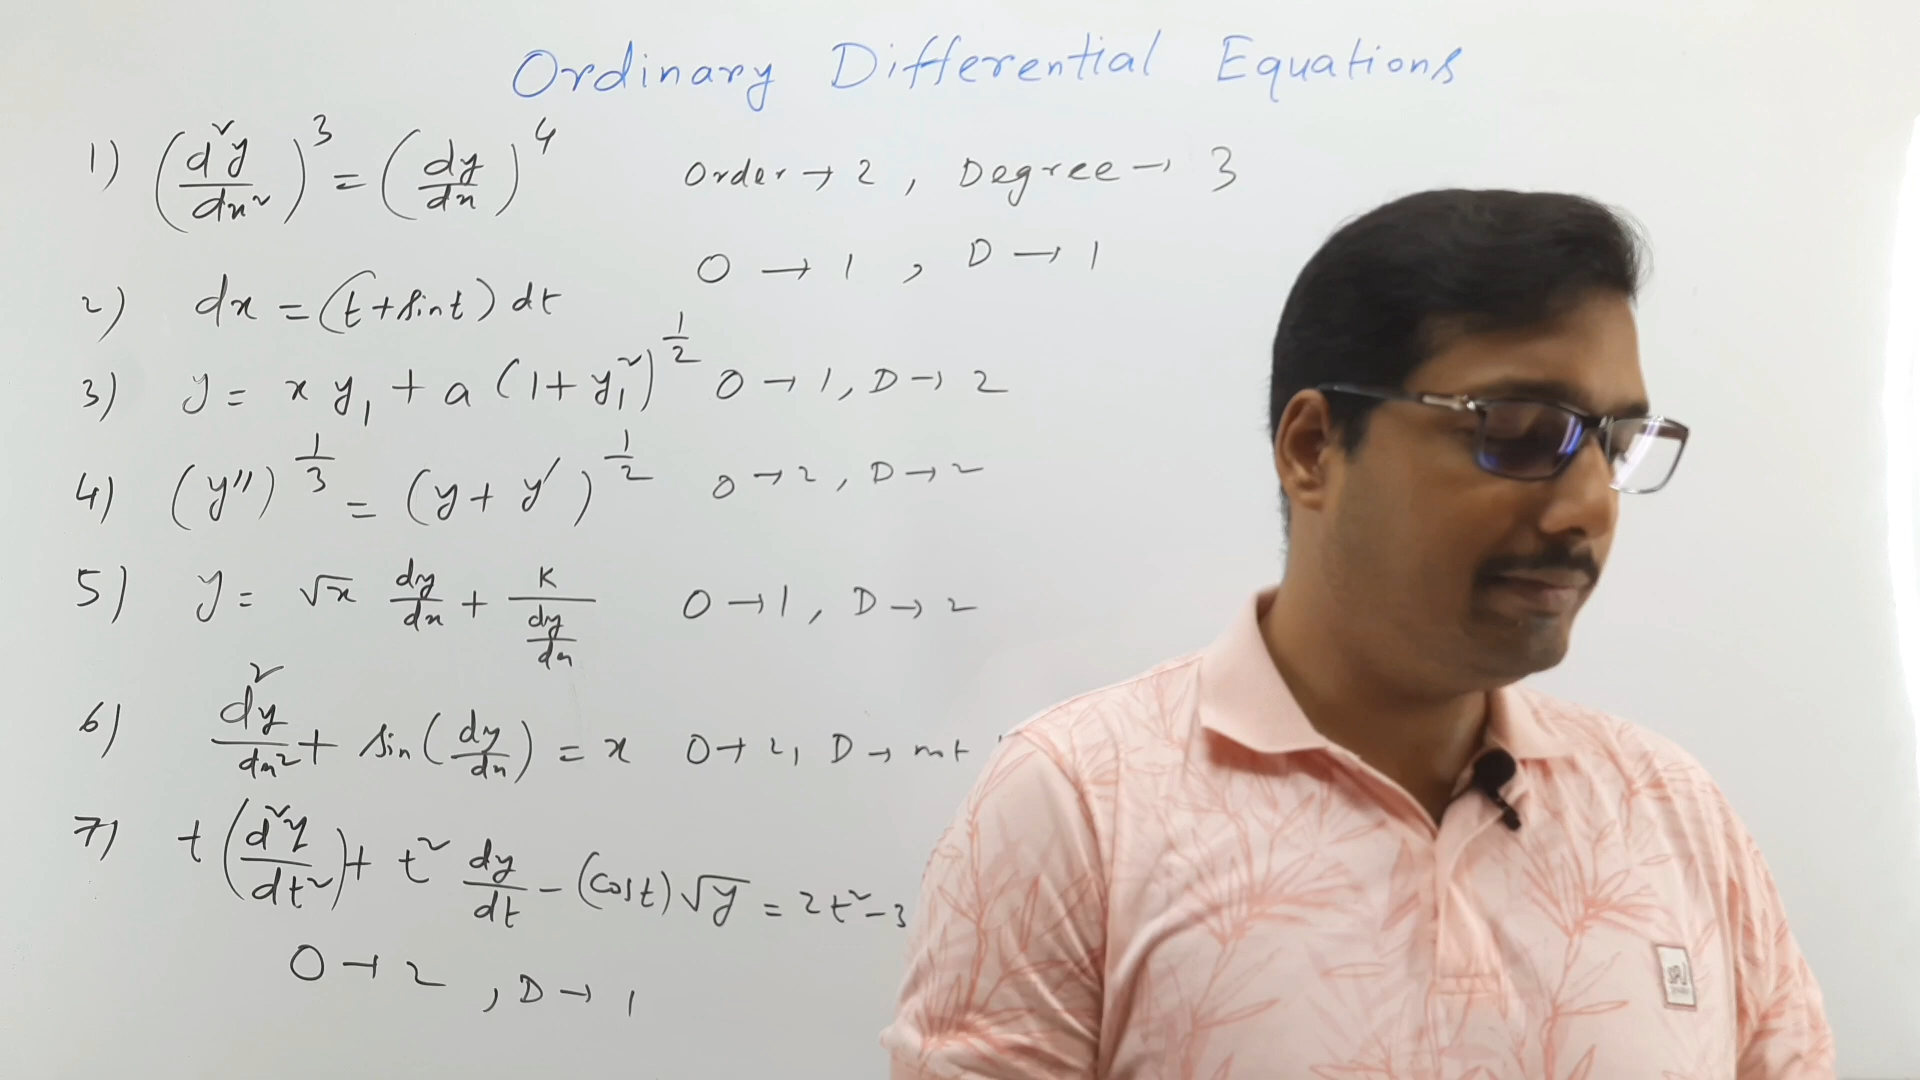 Ordinary Differential Equations
1) (d²y/dx²)³ = (dy/dx)⁴ Order → 2, Degree → 3
2) dx = (t + sint) dt O → 1, D → 1
3) y = x y₁ + a (1 + y₁²)^1/2 O → 1, D → 2
4) (y'')^1/3 = (y + y')^1/2 O → 2, D → 2
5) y = √x dy/dx + K/(dy/dx) O → 1, D → 2
6) d²y/dx² + sin(dy/dx) = x O → 2, D → not
7) t(d²y/dt²) + t² dy/dt - (cost)√y = 2t² - 3
O → 2, D → 1